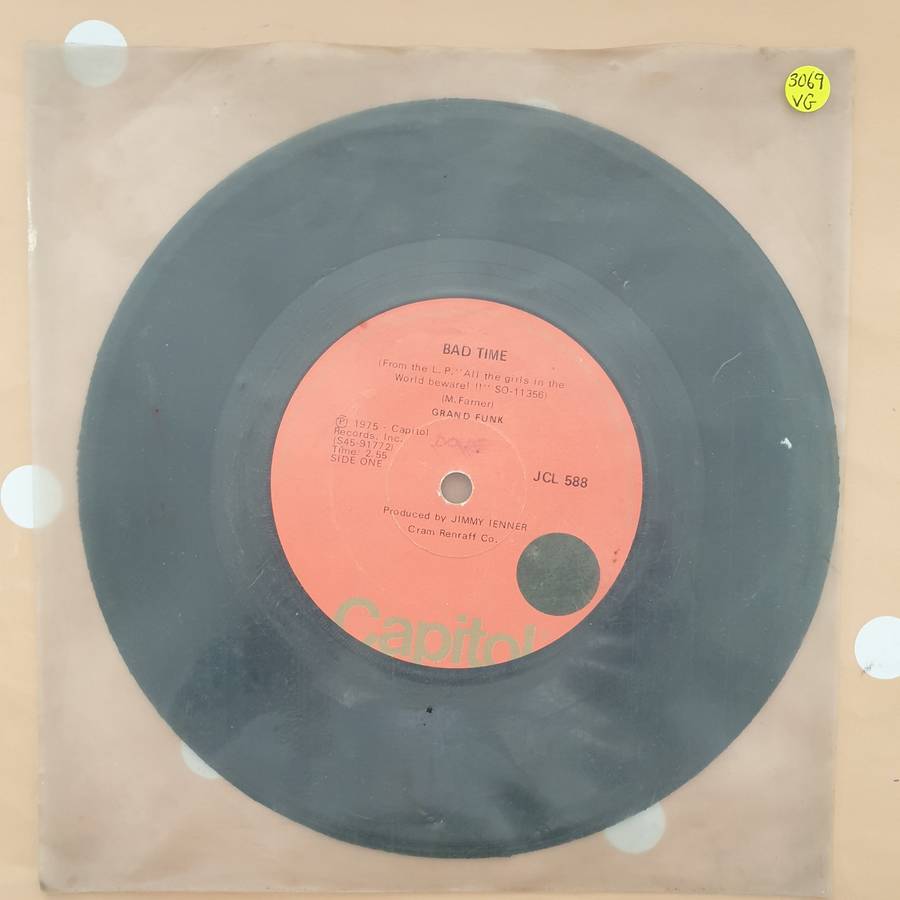 3069
VG
BAD TIME
(From the L.P. "All the girls in the
World beware! !!" SO-11356)
(M. Farner)
GRAND FUNK
Ⓟ 1975 - Capitol
Records, Inc.
(S45-91772)
Time: 2.55
SIDE ONE
JCL 588
Produced by JIMMY IENNER
Cram Renraff Co.
Capitol